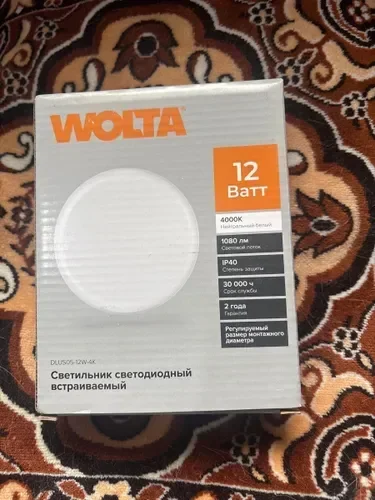 WOLTA®
12
Ватт
4000К
Нейтральный белый
1080 лм
Световой поток
IP40
Степень защиты
30 000 ч
Срок службы
2 года
Гарантия
Регулируемый
размер монтажного
диаметра
DLUS05-12W-4K
Светильник светодиодный
встраиваемый